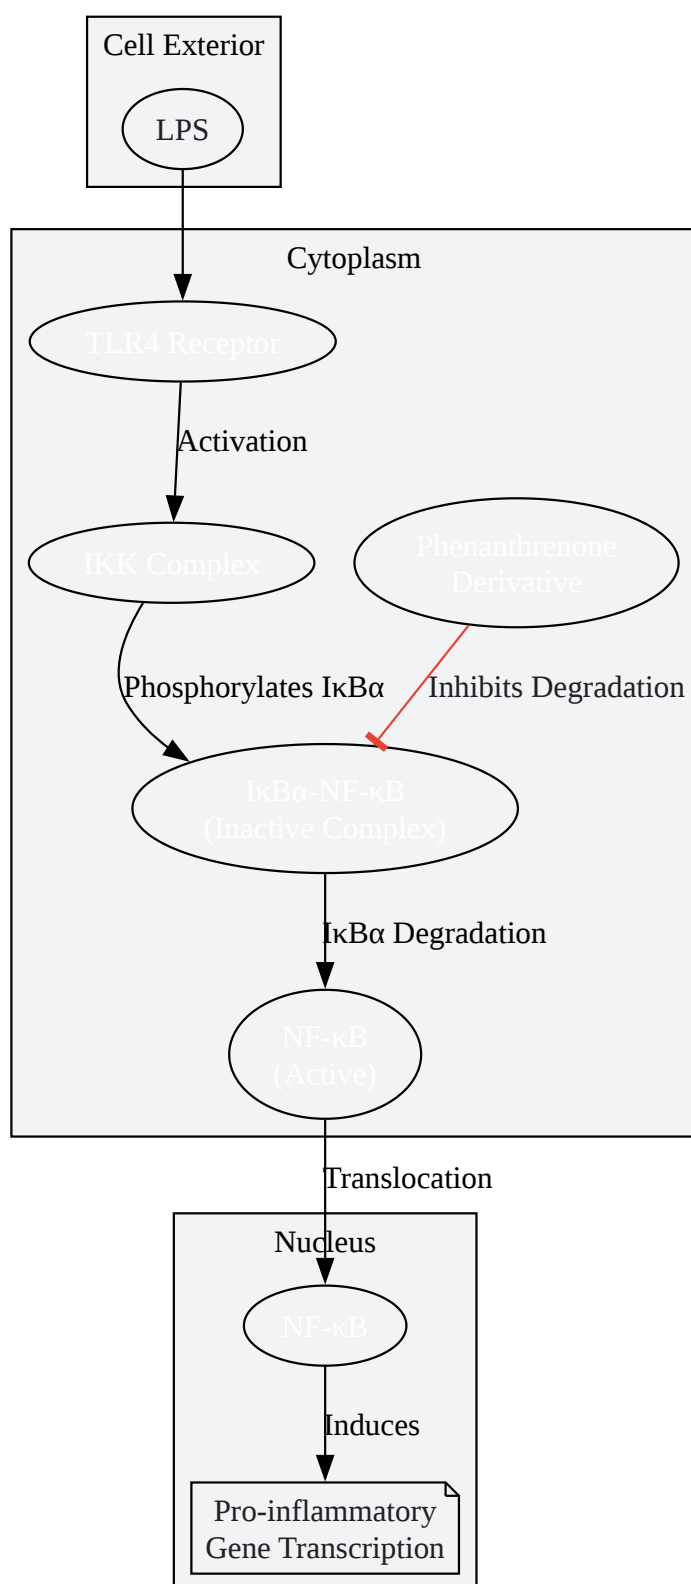 Cell Exterior
LPS
Cytoplasm
TLR4 Receptor
Activation
IKK Complex
Phenanthrenone
Derivative
Phosphorylates IκBα
Inhibits Degradation
IκBα-NF-κB
(Inactive Complex)
IκBα Degradation
NF-κB
(Active)
Translocation
Nucleus
NF-κB
Induces
Pro-inflammatory
Gene Transcription